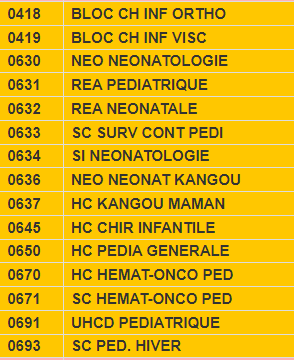 0418 BLOC CH INF ORTHO
0419 BLOC CH INF VISC
0630 NEO NEONATOLOGIE
0631 REA PEDIATRIQUE
0632 REA NEONATALE
0633 SC SURV CONT PEDI
0634 SI NEONATOLOGIE
0636 NEO NEONAT KANGOU
0637 HC KANGOU MAMAN
0645 HC CHIR INFANTILE
0650 HC PEDIA GENERALE
0670 HC HEMAT-ONCO PED
0671 SC HEMAT-ONCO PED
0691 UHCD PEDIATRIQUE
0693 SC PED. HIVER